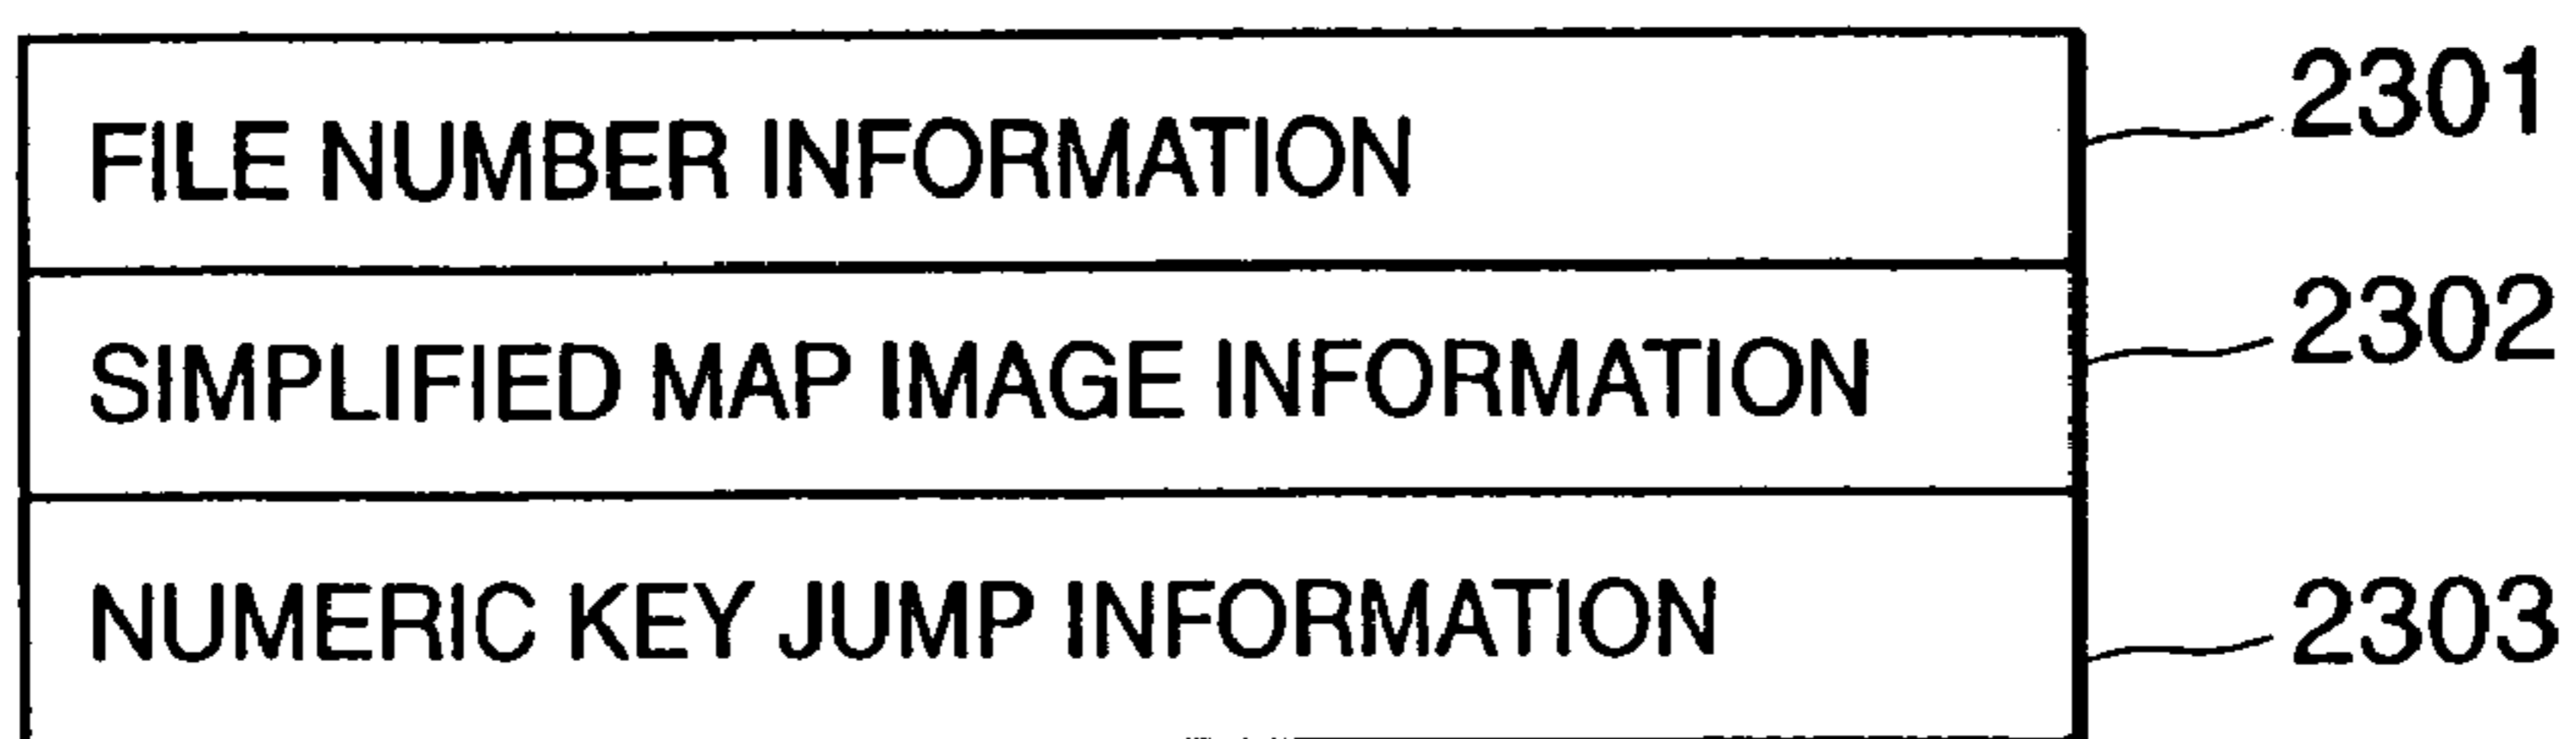 FILE NUMBER INFORMATION 2301
SIMPLIFIED MAP IMAGE INFORMATION 2302
NUMERIC KEY JUMP INFORMATION 2303